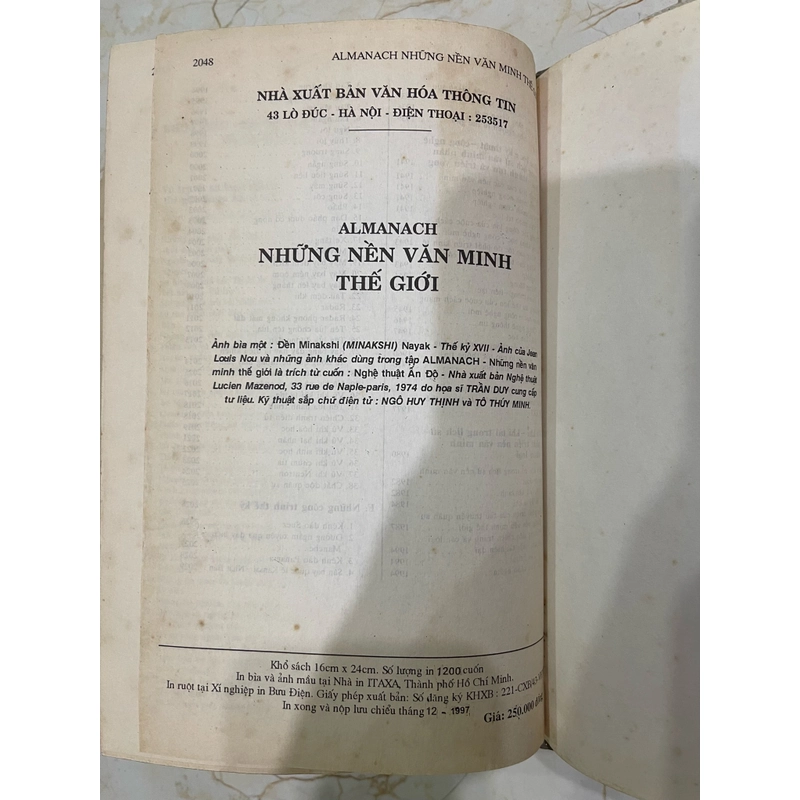 2048
ALMANACH NHỮNG NỀN VĂN MINH THẾ
NHÀ XUẤT BẢN VĂN HÓA THÔNG TIN
43 LÒ ĐÚC - HÀ NỘI - ĐIỆN THOẠI : 253517
ALMANACH
NHỮNG NỀN VĂN MINH
THẾ GIỚI
Ảnh bìa một : Đền Minakshi (MINAKSHI) Nayak - Thế kỷ XVII - Ảnh của Jean
Louis Nou và những ảnh khác dùng trong tập ALMANACH - Những nền văn
minh thế giới là trích từ cuốn : Nghệ thuật Ấn Độ - Nhà xuất bản Nghệ thuật
Lucien Mazenod, 33 rue de Naple-paris, 1974 do họa sĩ TRẦN DUY cung cấp
tư liệu. Kỹ thuật sắp chữ điện tử : NGÔ HUY THỊNH và TÔ THÚY MINH.
Khổ sách 16cm x 24cm. Số lượng in 1200 cuốn
In bìa và ảnh mầu tại Nhà in ITAXA, Thành phố Hồ Chí Minh.
In ruột tại Xí nghiệp in Bưu Điện. Giấy phép xuất bản: Số đăng ký KHXB : 221-CXB/43-
In xong và nộp lưu chiểu tháng 12 - 1997
Giá: 250.000